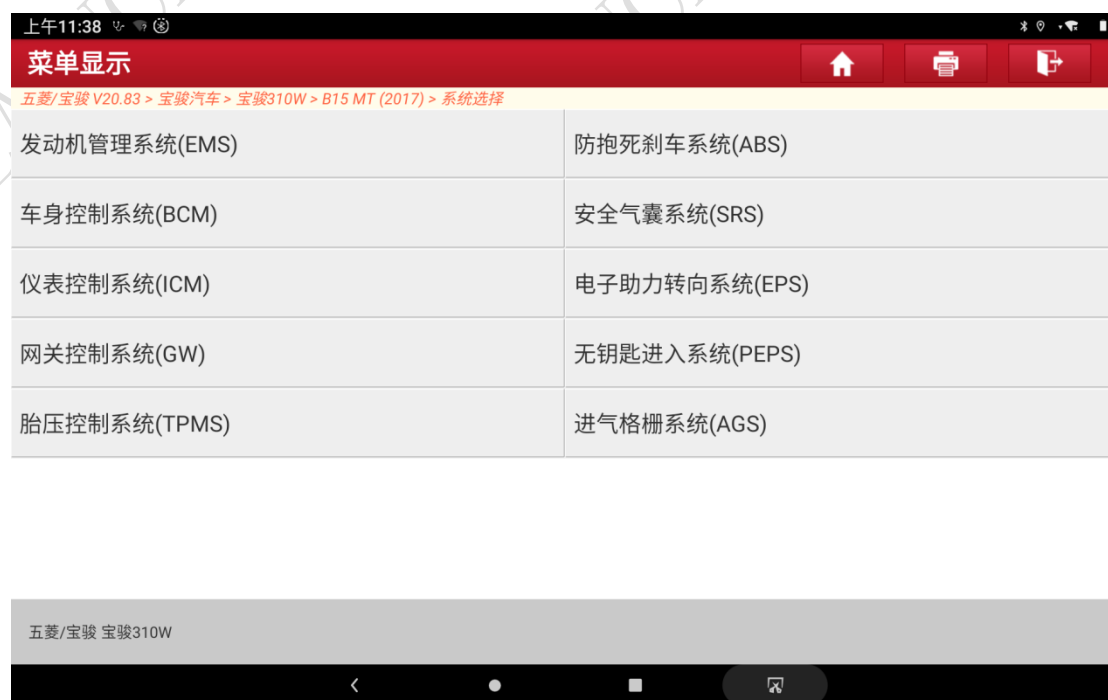 上午11:38
菜单显示
五菱/宝骏 V20.83 > 宝骏汽车 > 宝骏310W > B15 MT (2017) > 系统选择
发动机管理系统(EMS)
防抱死刹车系统(ABS)
车身控制系统(BCM)
安全气囊系统(SRS)
仪表控制系统(ICM)
电子助力转向系统(EPS)
网关控制系统(GW)
无钥匙进入系统(PEPS)
胎压控制系统(TPMS)
进气格栅系统(AGS)
五菱/宝骏 宝骏310W